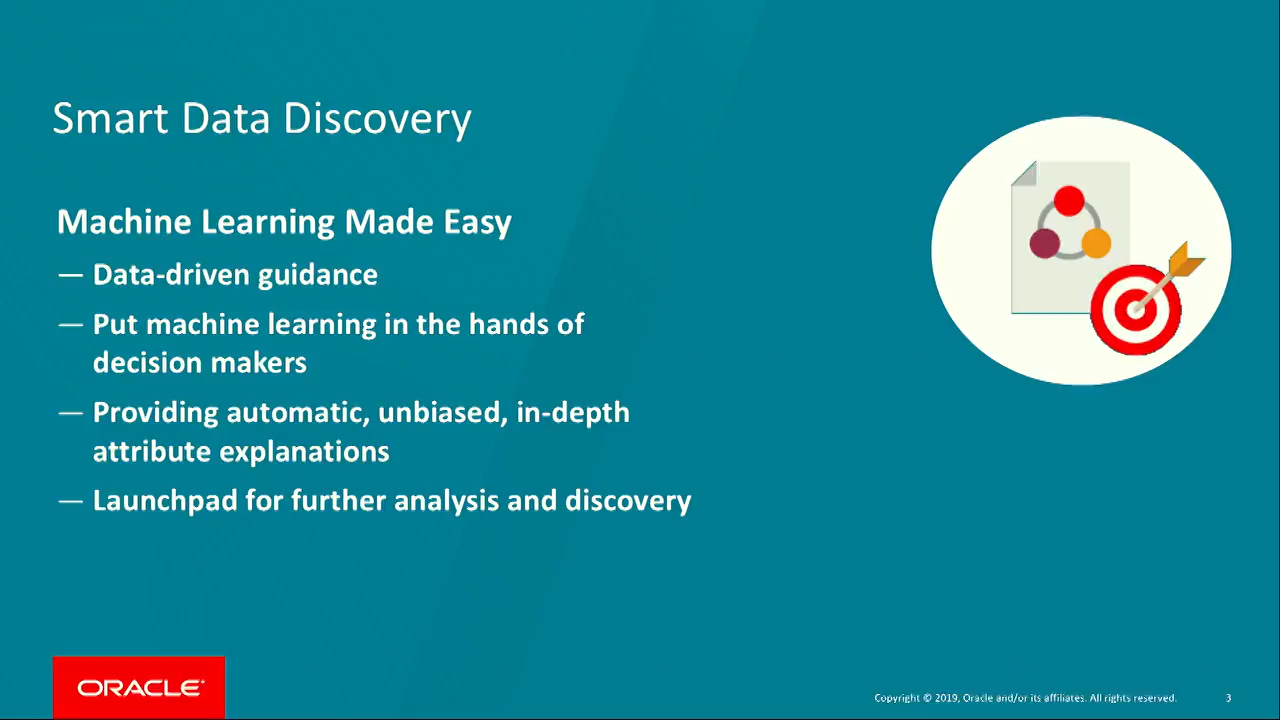 Smart Data Discovery
Machine Learning Made Easy
— Data-driven guidance
— Put machine learning in the hands of
decision makers
— Providing automatic, unbiased, in-depth
attribute explanations
— Launchpad for further analysis and discovery
ORACLE®
Copyright © 2019, Oracle and/or its affiliates. All rights reserved. 3